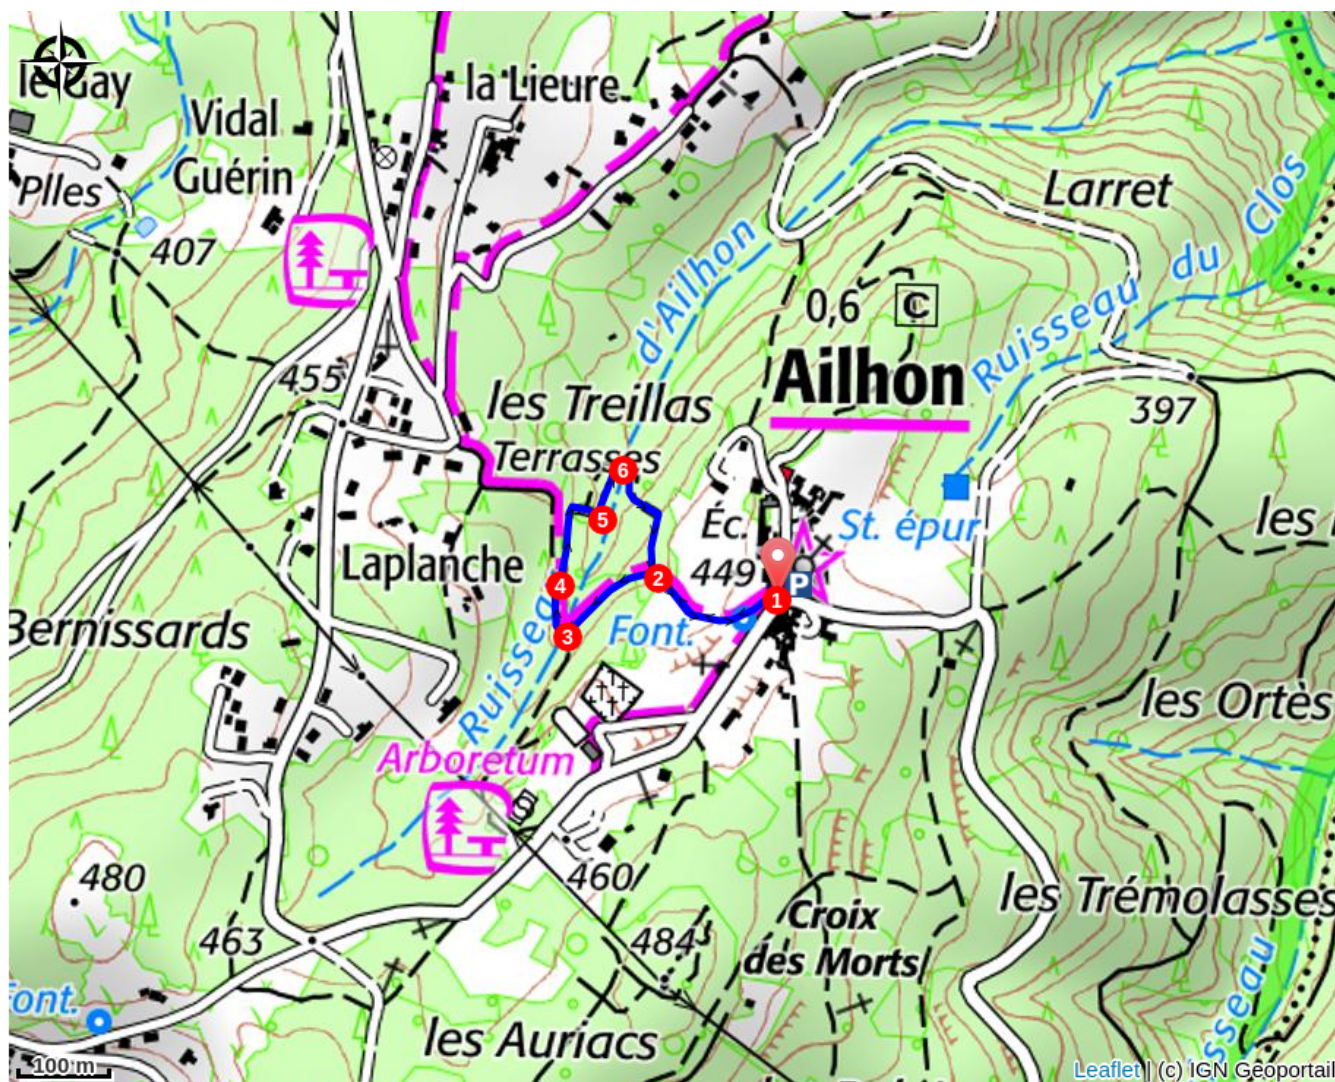 le Gay
la Lieure
Vidal
Guérin
Plles
407
Larret
Ruisseau du Clos
d'Ailhon
0,6
C
Ailhon
455
397
les Treillas
Terrasses
6
5
Éc.
St. épur
les
Laplanche
449
P
4
2
1
3
Font.
Bernissards
Ruisseau
les Ortès
Arboretum
480
460
les Trémolasses
Croix
des Morts
463
484
Font.
les Auriacs
100 m
Leaflet | (c) IGN Géoportail